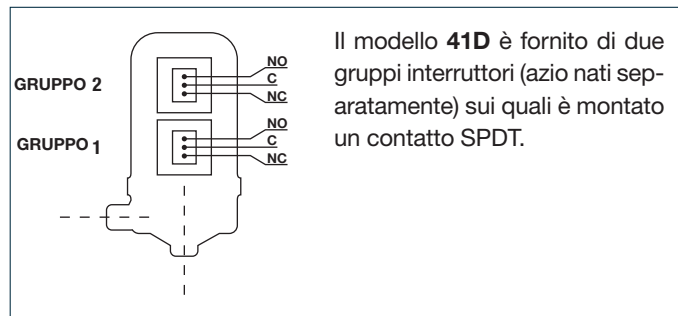 NO
GRUPPO 2
C
NC
NO
GRUPPO 1
C
NC
Il modello 41D è fornito di due
gruppi interruttori (azio nati sep-
aratamente) sui quali è montato
un contatto SPDT.